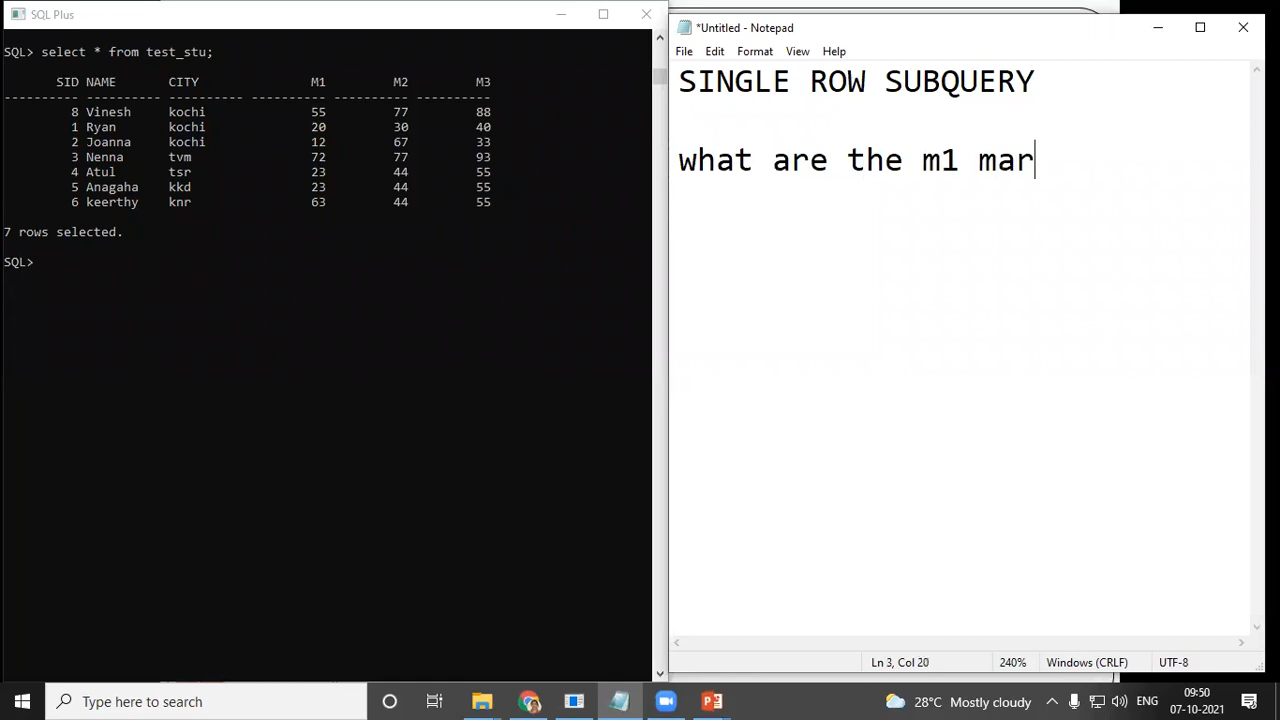 SQL Plus
SQL> select * from test_stu;
SID NAME CITY M1 M2 M3
---------- ---------- ---------- ---------- ---------- ----------
8 Vinesh kochi 55 77 88
1 Ryan kochi 20 30 40
2 Joanna kochi 12 67 33
3 Nenna tvm 72 77 93
4 Atul tsr 23 44 55
5 Anagaha kkd 23 44 55
6 keerthy knr 63 44 55
7 rows selected.
SQL>
*Untitled - Notepad
File Edit Format View Help
SINGLE ROW SUBQUERY
what are the m1 mar
Ln 3, Col 20 240% Windows (CRLF) UTF-8
Type here to search
28°C Mostly cloudy
ENG
09:50
07-10-2021